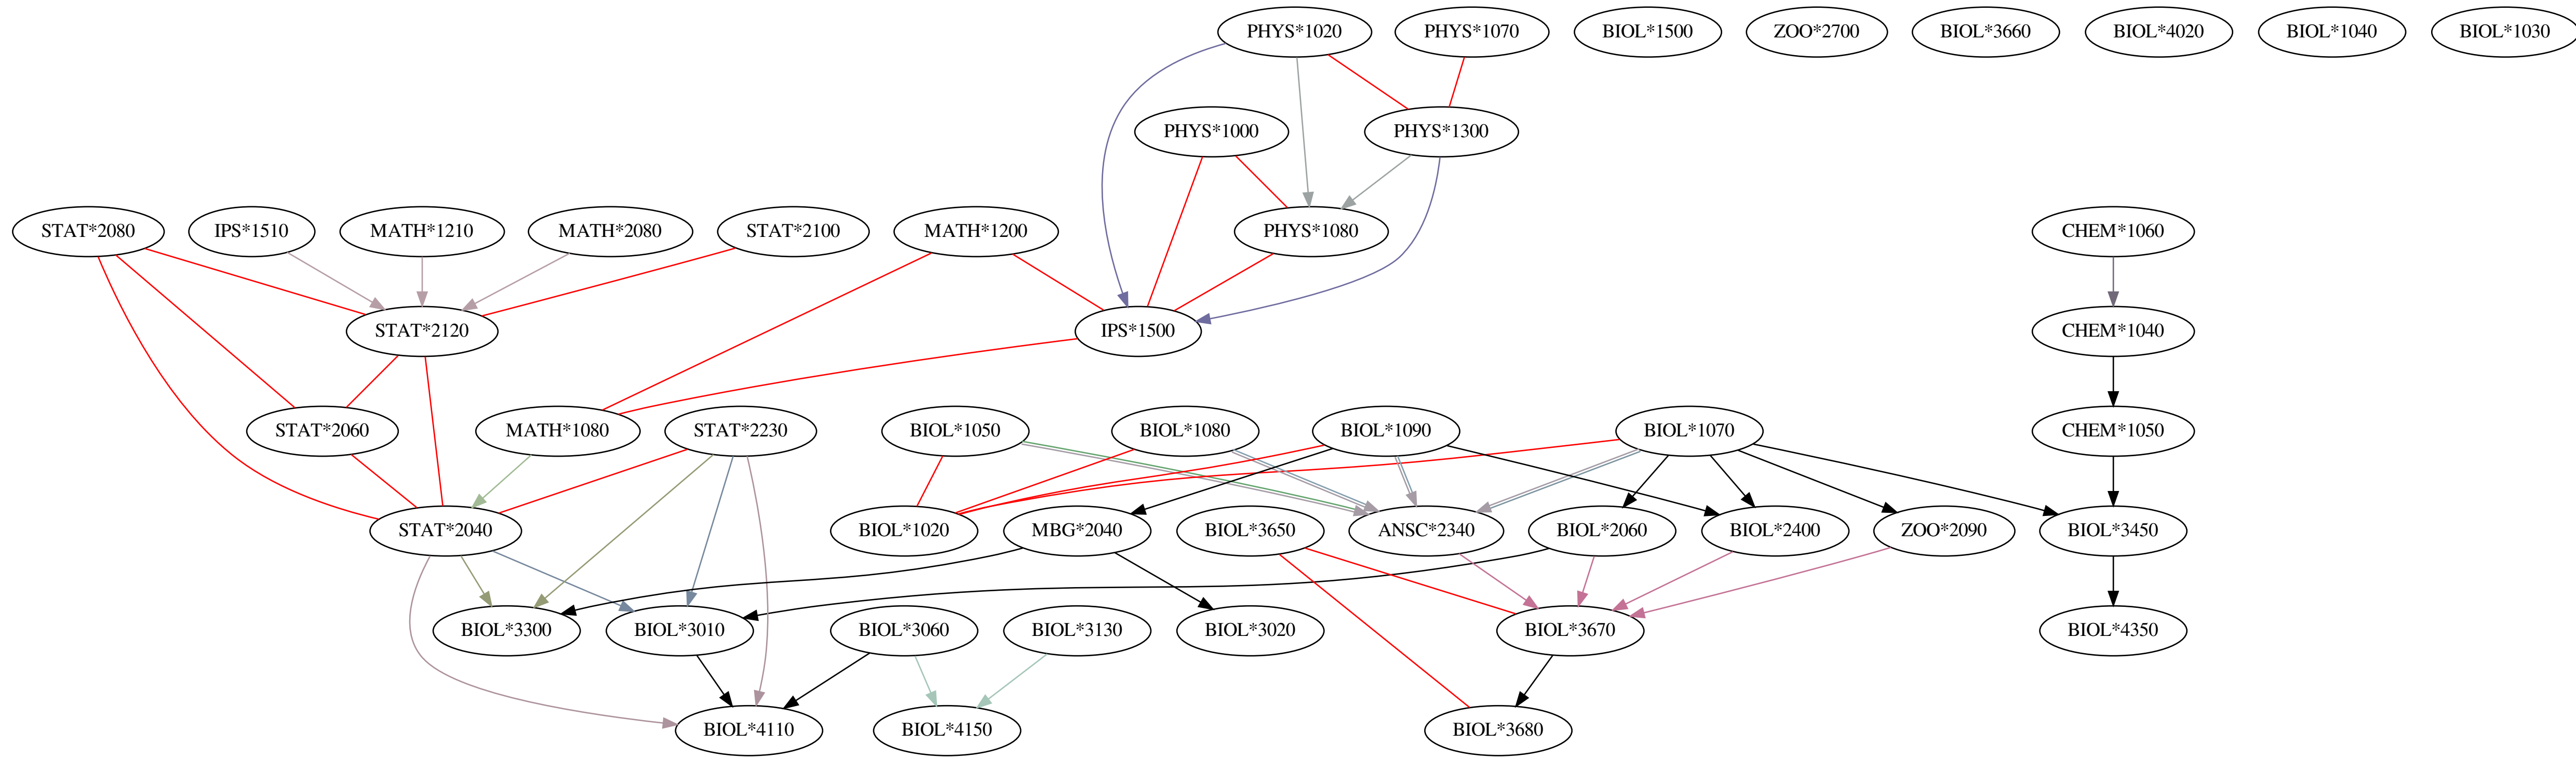 PHYS*1020 PHYS*1070 BIOL*1500 ZOO*2700 BIOL*3660 BIOL*4020 BIOL*1040 BIOL*1030
PHYS*1000 PHYS*1300
STAT*2080 IPS*1510 MATH*1210 MATH*2080 STAT*2100 MATH*1200 PHYS*1080 CHEM*1060
STAT*2120 IPS*1500 CHEM*1040
STAT*2060 MATH*1080 STAT*2230 BIOL*1050 BIOL*1080 BIOL*1090 BIOL*1070 CHEM*1050
STAT*2040 BIOL*1020 MBG*2040 BIOL*3650 ANSC*2340 BIOL*2060 BIOL*2400 ZOO*2090 BIOL*3450
BIOL*3300 BIOL*3010 BIOL*3060 BIOL*3130 BIOL*3020 BIOL*3670 BIOL*4350
BIOL*4110 BIOL*4150 BIOL*3680